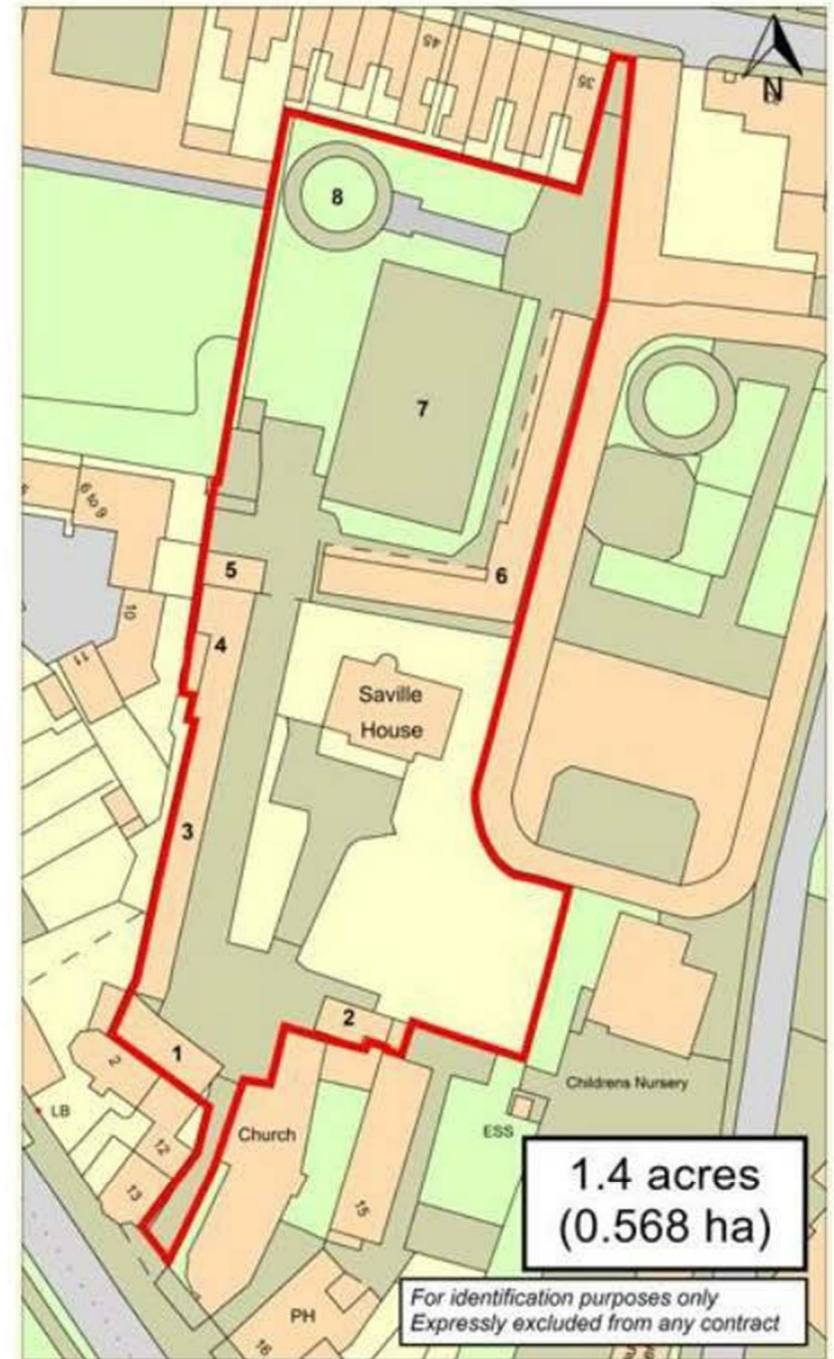 45
35
N
8
7
6 to 9
5
6
10
4
11
Saville
House
3
2
1
2
Childrens Nursery
LB
Church
ESS
12
13
15
1.4 acres
(0.568 ha)
For identification purposes only
Expressly excluded from any contract
PH
16